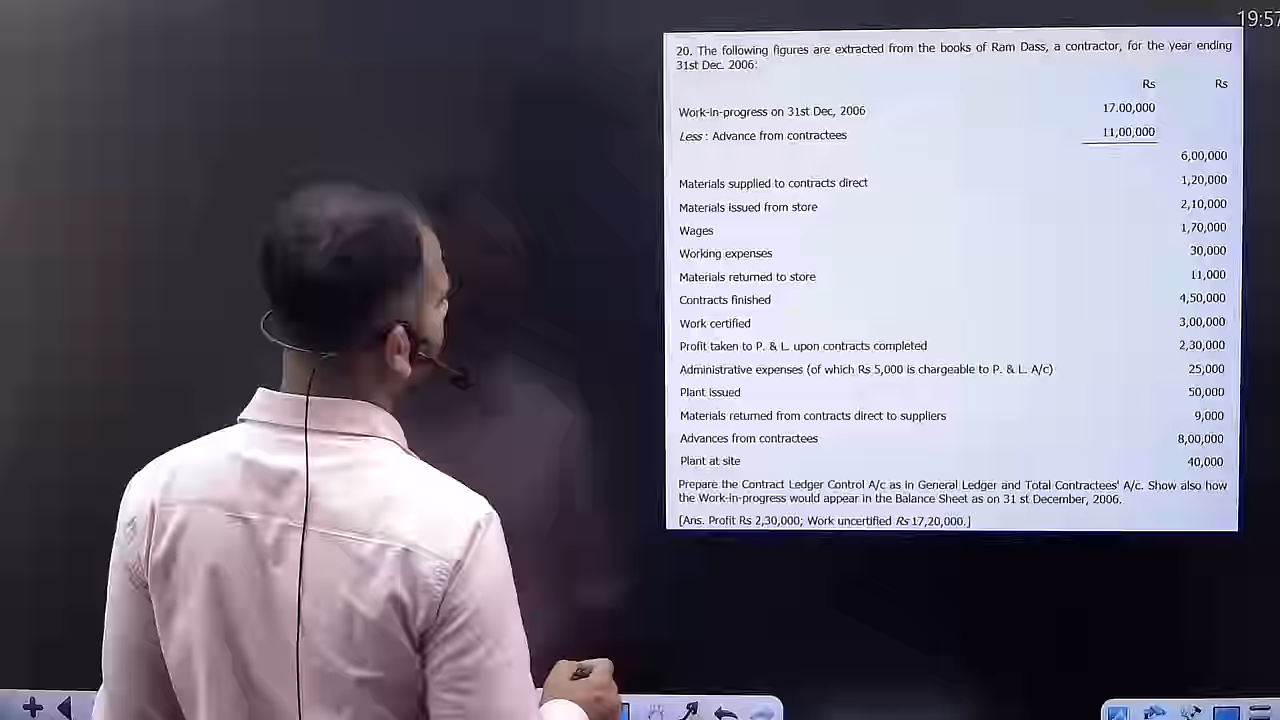 19:57
20. The following figures are extracted from the books of Ram Dass, a contractor, for the year ending
31st Dec. 2006:
Rs Rs
Work-in-progress on 31st Dec, 2006 17.00,000
Less : Advance from contractees 11,00,000
6,00,000
Materials supplied to contracts direct 1,20,000
Materials issued from store 2,10,000
Wages 1,70,000
Working expenses 30,000
Materials returned to store 11,000
Contracts finished 4,50,000
Work certified 3,00,000
Profit taken to P. & L. upon contracts completed 2,30,000
Administrative expenses (of which Rs 5,000 is chargeable to P. & L. A/c) 25,000
Plant issued 50,000
Materials returned from contracts direct to suppliers 9,000
Advances from contractees 8,00,000
Plant at site 40,000
Prepare the Contract Ledger Control A/c as in General Ledger and Total Contractees' A/c. Show also how
the Work-in-progress would appear in the Balance Sheet as on 31 st December, 2006.
[Ans. Profit Rs 2,30,000; Work uncertified Rs 17,20,000.]